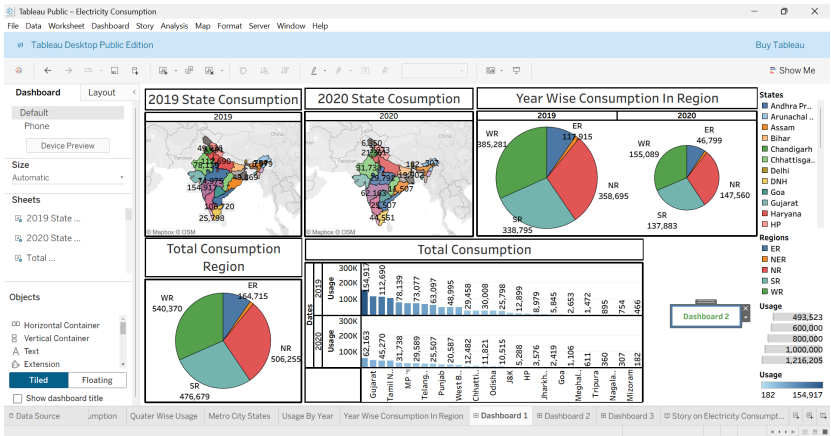 Tableau Public – Electricity Consumption
File Data Worksheet Dashboard Story Analysis Map Format Server Window Help
Tableau Desktop Public Edition Buy Tableau
Show Me
Dashboard Layout
Default
Phone
Device Preview
Size
Automatic
Sheets
2019 State ...
2020 State ...
Total ...
Objects
Horizontal Container
Vertical Container
Text
Extension
Tiled Floating
Show dashboard title
2019 State Consumption
2019
154,917
25,798
© Mapbox © OSM
2020 State Cosumption
2020
© Mapbox © OSM
Year Wise Consumption In Region
2019 2020
WR
385,281
ER
117,915
NR
358,695
SR
338,795
WR
155,089
ER
46,799
NR
147,560
SR
137,883
Total Consumption
Region
WR
540,370
ER
164,715
NR
506,255
SR
476,679
Total Consumption
Dates
2019
Usage
300K
200K
100K
154,917
112,690
78,139
73,077
63,097
48,995
29,458
30,008
25,798
12,899
8,979
5,845
2,653
1,472
895
754
466
2020
Usage
300K
200K
100K
62,163
45,270
31,738
29,589
25,507
20,587
12,482
11,821
10,515
5,288
3,576
2,419
1,106
611
360
307
182
Gujarat
Tamil N..
MP
Telang..
Punjab
West B..
Chhatti..
Odisha
J&K
HP
Jharkh..
Goa
Meghal..
Tripura
Nagala..
Mizoram
States
Andhra Pr..
Arunachal ..
Assam
Bihar
Chandigarh
Chhattisga..
Delhi
DNH
Goa
Gujarat
Haryana
HP
Regions
ER
NER
NR
SR
WR
Usage
493,523
600,000
800,000
1,000,000
1,216,205
Usage
182 154,917
Dashboard 2
Data Source umption Quater Wise Usage Metro City States Usage By Year Year Wise Consumption In Region Dashboard 1 Dashboard 2 Dashboard 3 Story on Electricity Consumpt...